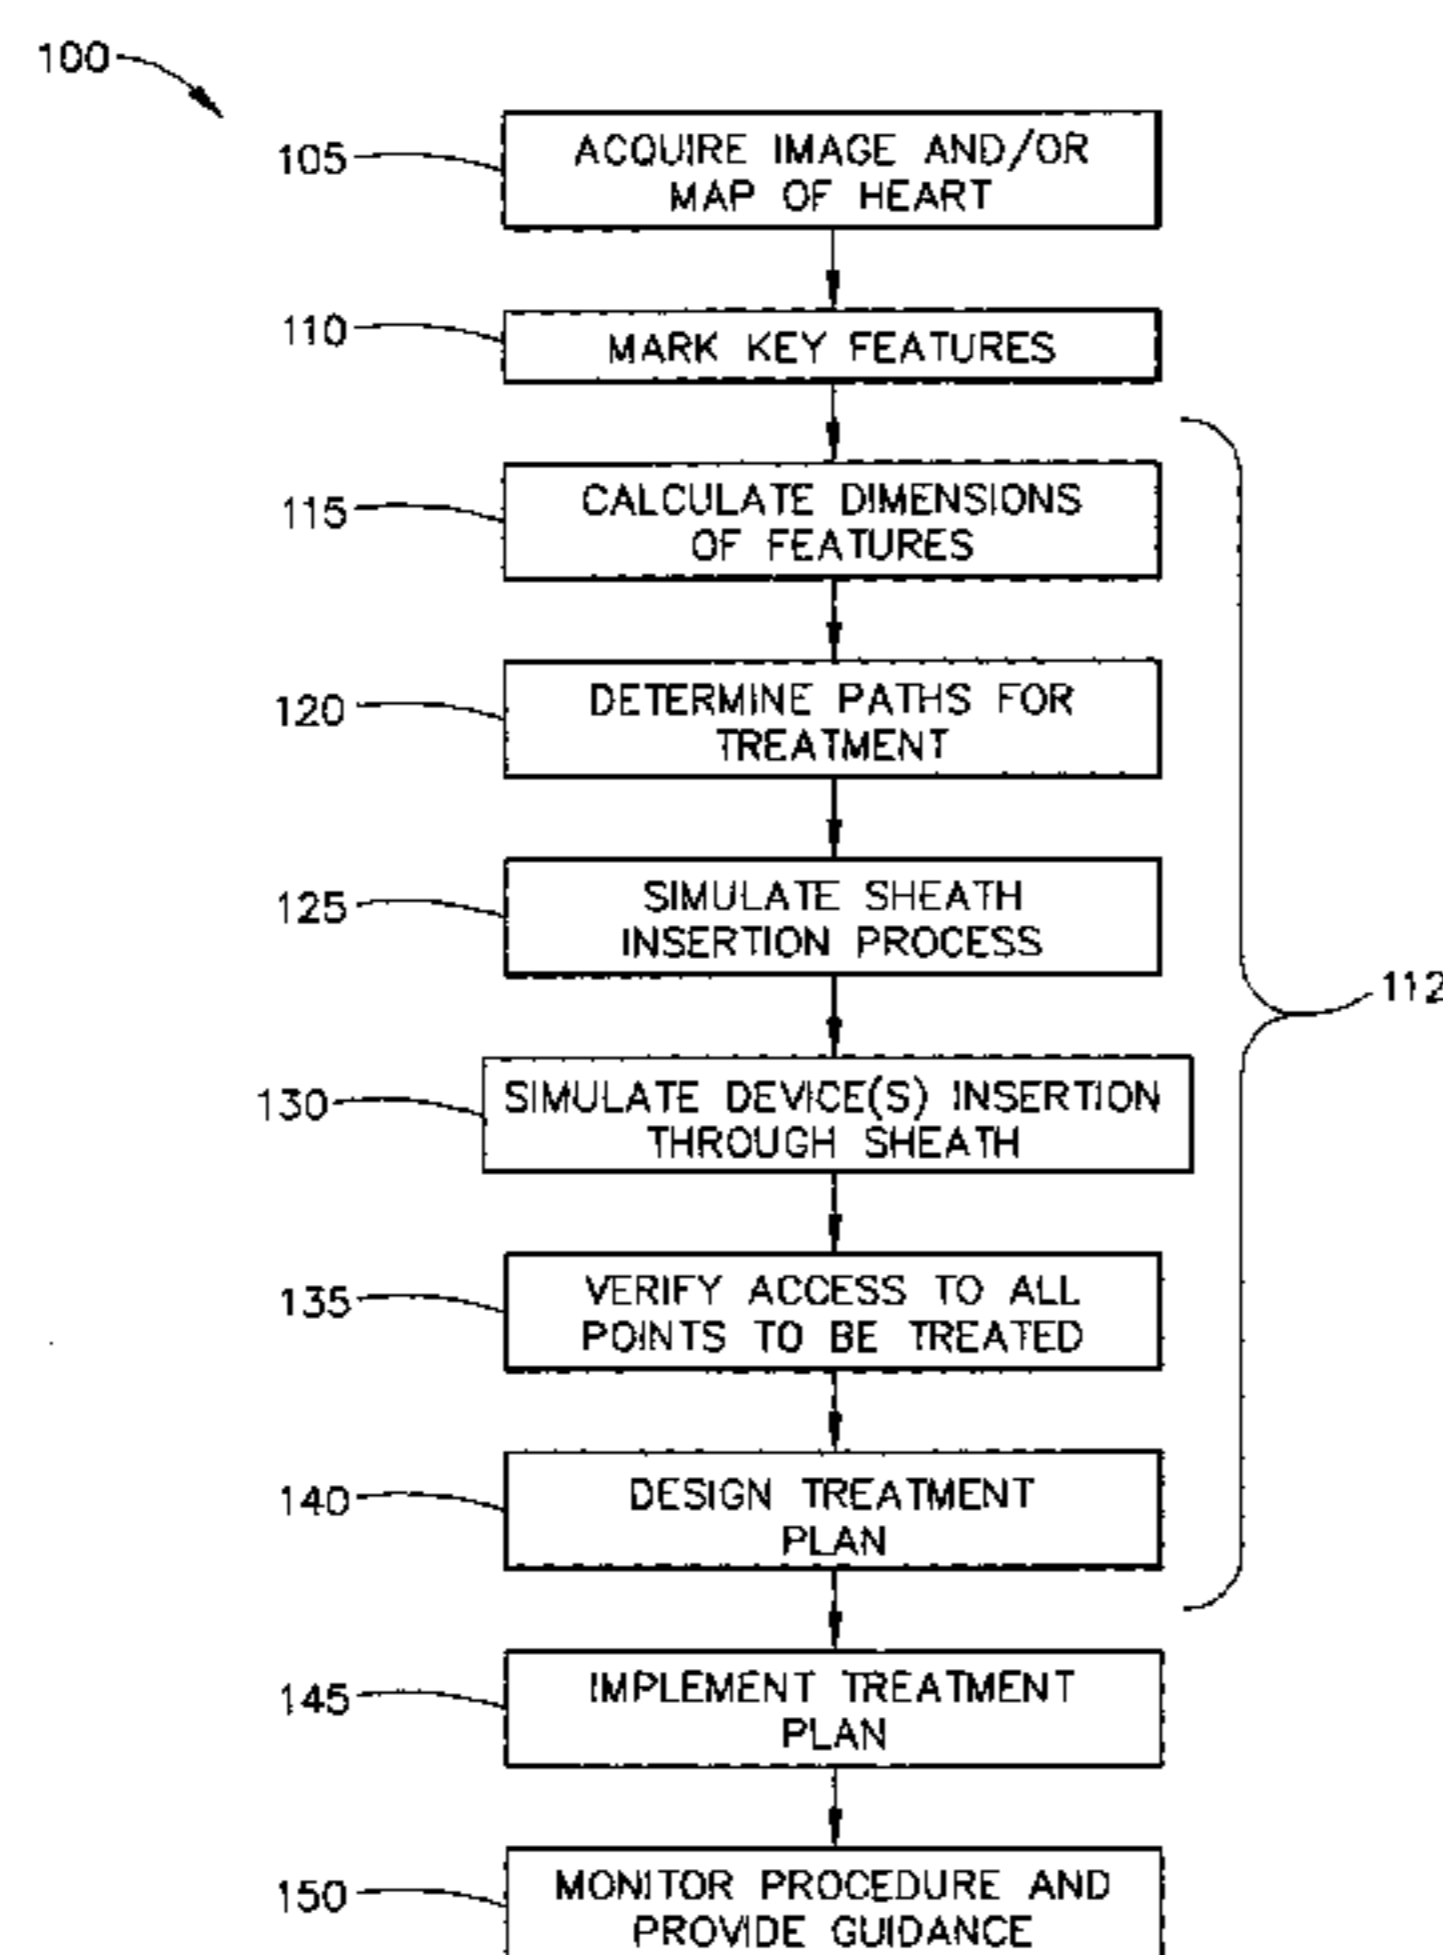 100
105
ACQUIRE IMAGE AND/OR
MAP OF HEART
110
MARK KEY FEATURES
115
CALCULATE DIMENSIONS
OF FEATURES
120
DETERMINE PATHS FOR
TREATMENT
125
SIMULATE SHEATH
INSERTION PROCESS
112
130
SIMULATE DEVICE(S) INSERTION
THROUGH SHEATH
135
VERIFY ACCESS TO ALL
POINTS TO BE TREATED
140
DESIGN TREATMENT
PLAN
145
IMPLEMENT TREATMENT
PLAN
150
MONITOR PROCEDURE AND
PROVIDE GUIDANCE